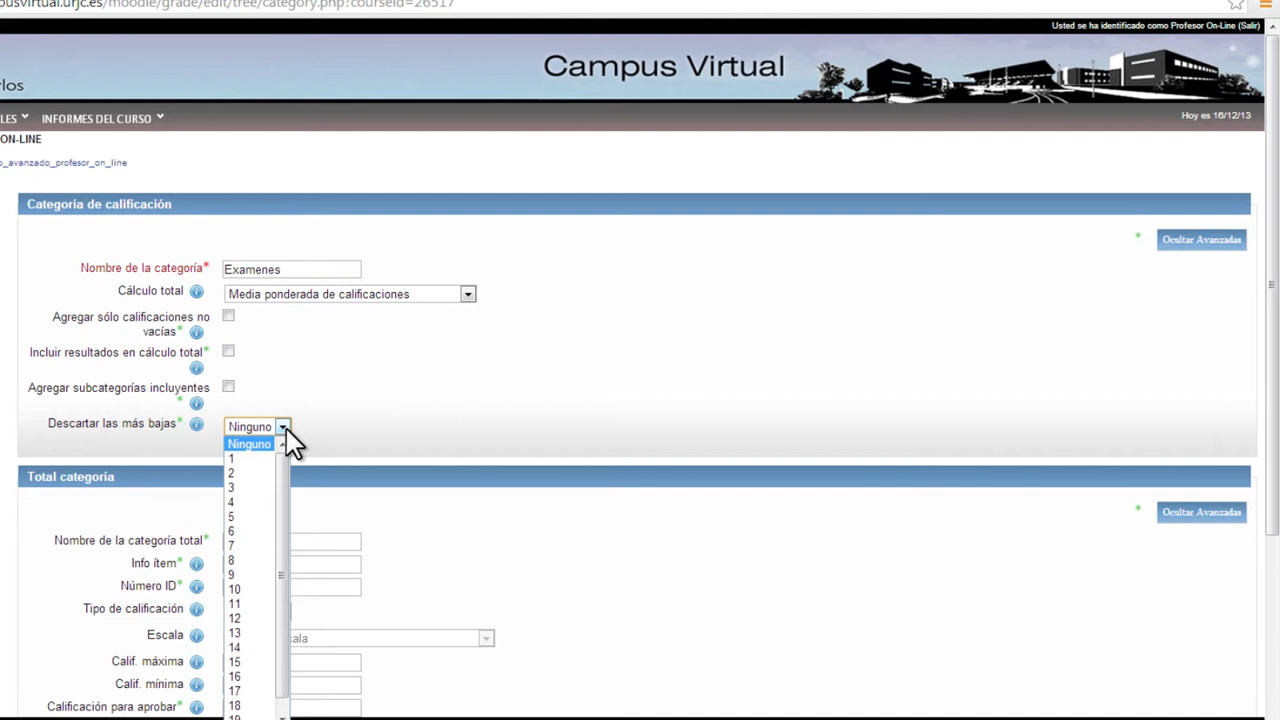 pusvirtual.urjc.es/moodle/grade/edit/tree/category.php?courseid=26517
Usted se ha identificado como Profesor On-Line (Salir)
Campus Virtual
rlos
LES INFORMES DEL CURSO
Hoy es 16/12/13
ON-LINE
o_avanzado_profesor_on_line
Categoría de calificación
* Ocultar Avanzadas
Nombre de la categoría* Examenes
Cálculo total Media ponderada de calificaciones
Agregar sólo calificaciones no
vacías*
Incluir resultados en cálculo total*
Agregar subcategorías incluyentes
*
Descartar las más bajas* Ninguno
Ninguno
1
2
3
4
5
6
7
8
9
10
11
12
13
14
15
16
17
18
19
Total categoría
* Ocultar Avanzadas
Nombre de la categoría total*
Info ítem*
Número ID*
Tipo de calificación
Escala cala
Calif. máxima
Calif. mínima
Calificación para aprobar*